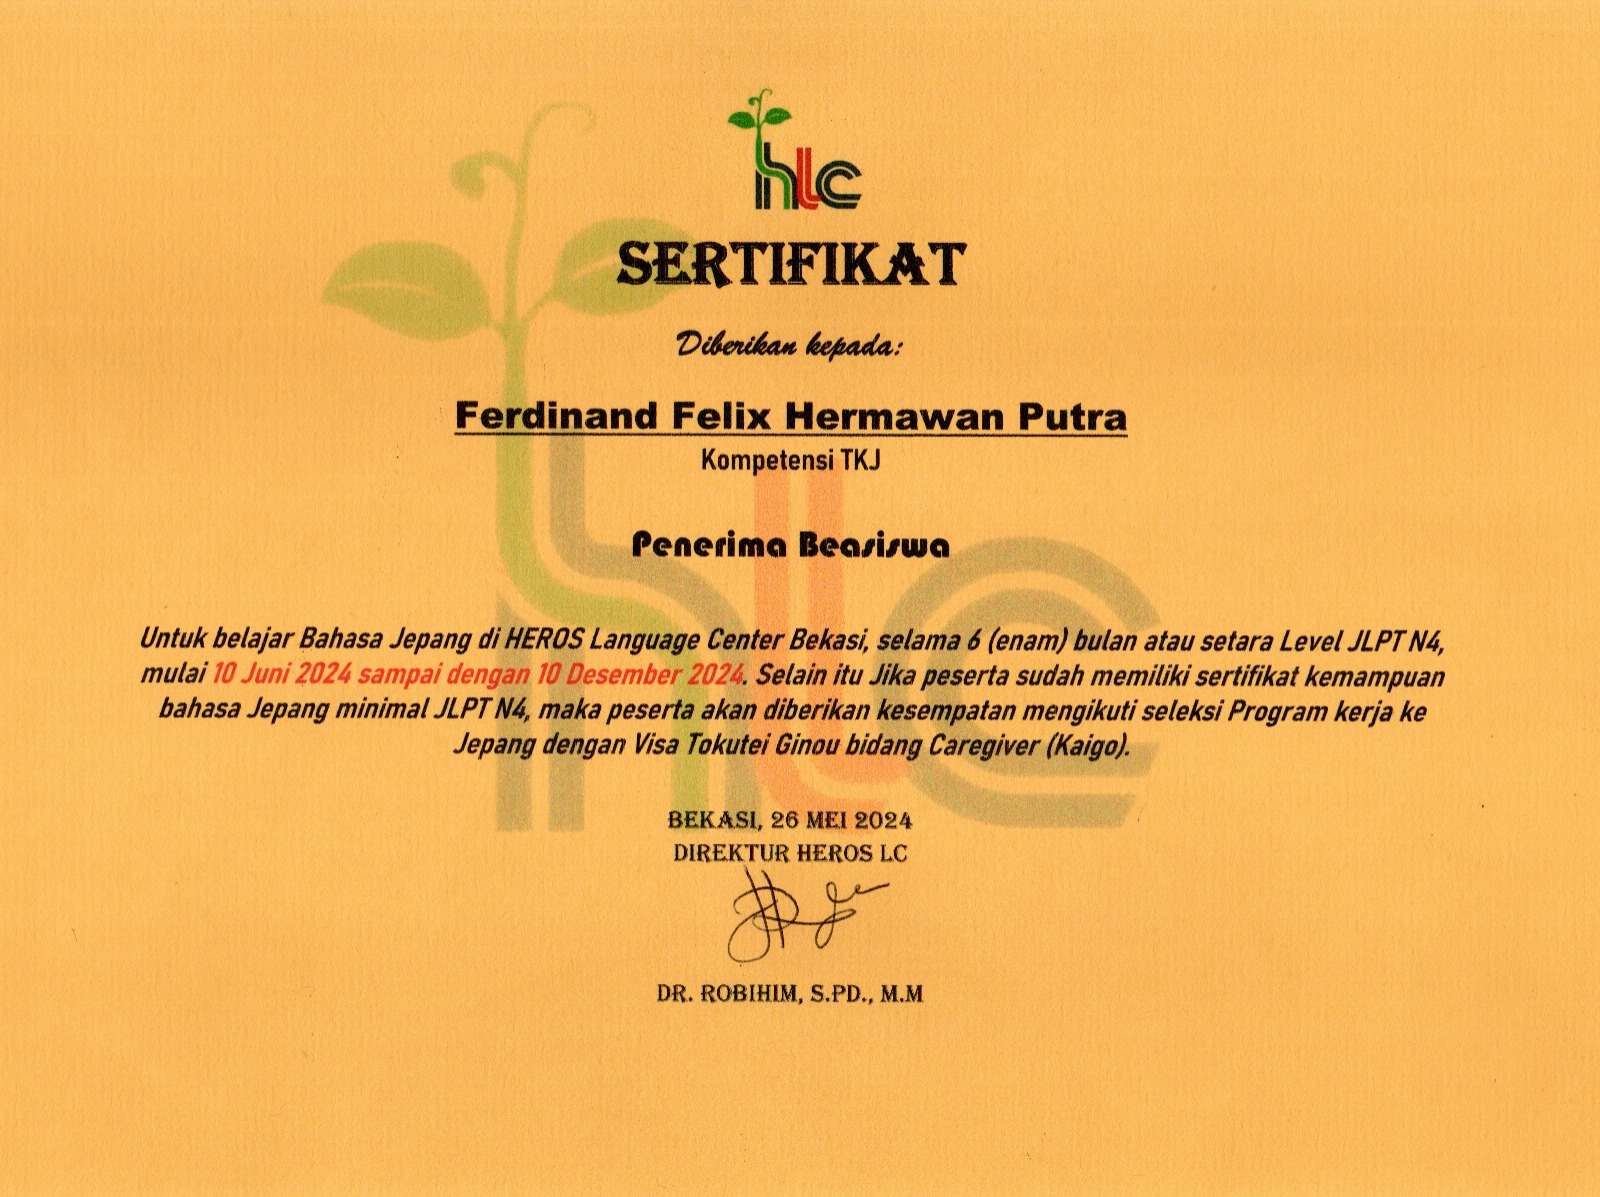 hlc
SERTIFIKAT
Diberikan kepada:
Ferdinand Felix Hermawan Putra
Kompetensi TKJ
Penerima Beasiswa
Untuk belajar Bahasa Jepang di HEROS Language Center Bekasi, selama 6 (enam) bulan atau setara Level JLPT N4,
mulai 10 Juni 2024 sampai dengan 10 Desember 2024. Selain itu Jika peserta sudah memiliki sertifikat kemampuan
bahasa Jepang minimal JLPT N4, maka peserta akan diberikan kesempatan mengikuti seleksi Program kerja ke
Jepang dengan Visa Tokutei Ginou bidang Caregiver (Kaigo).
BEKASI, 26 MEI 2024
DIREKTUR HEROS LC
DR. ROBIHIM, S.PD., M.M